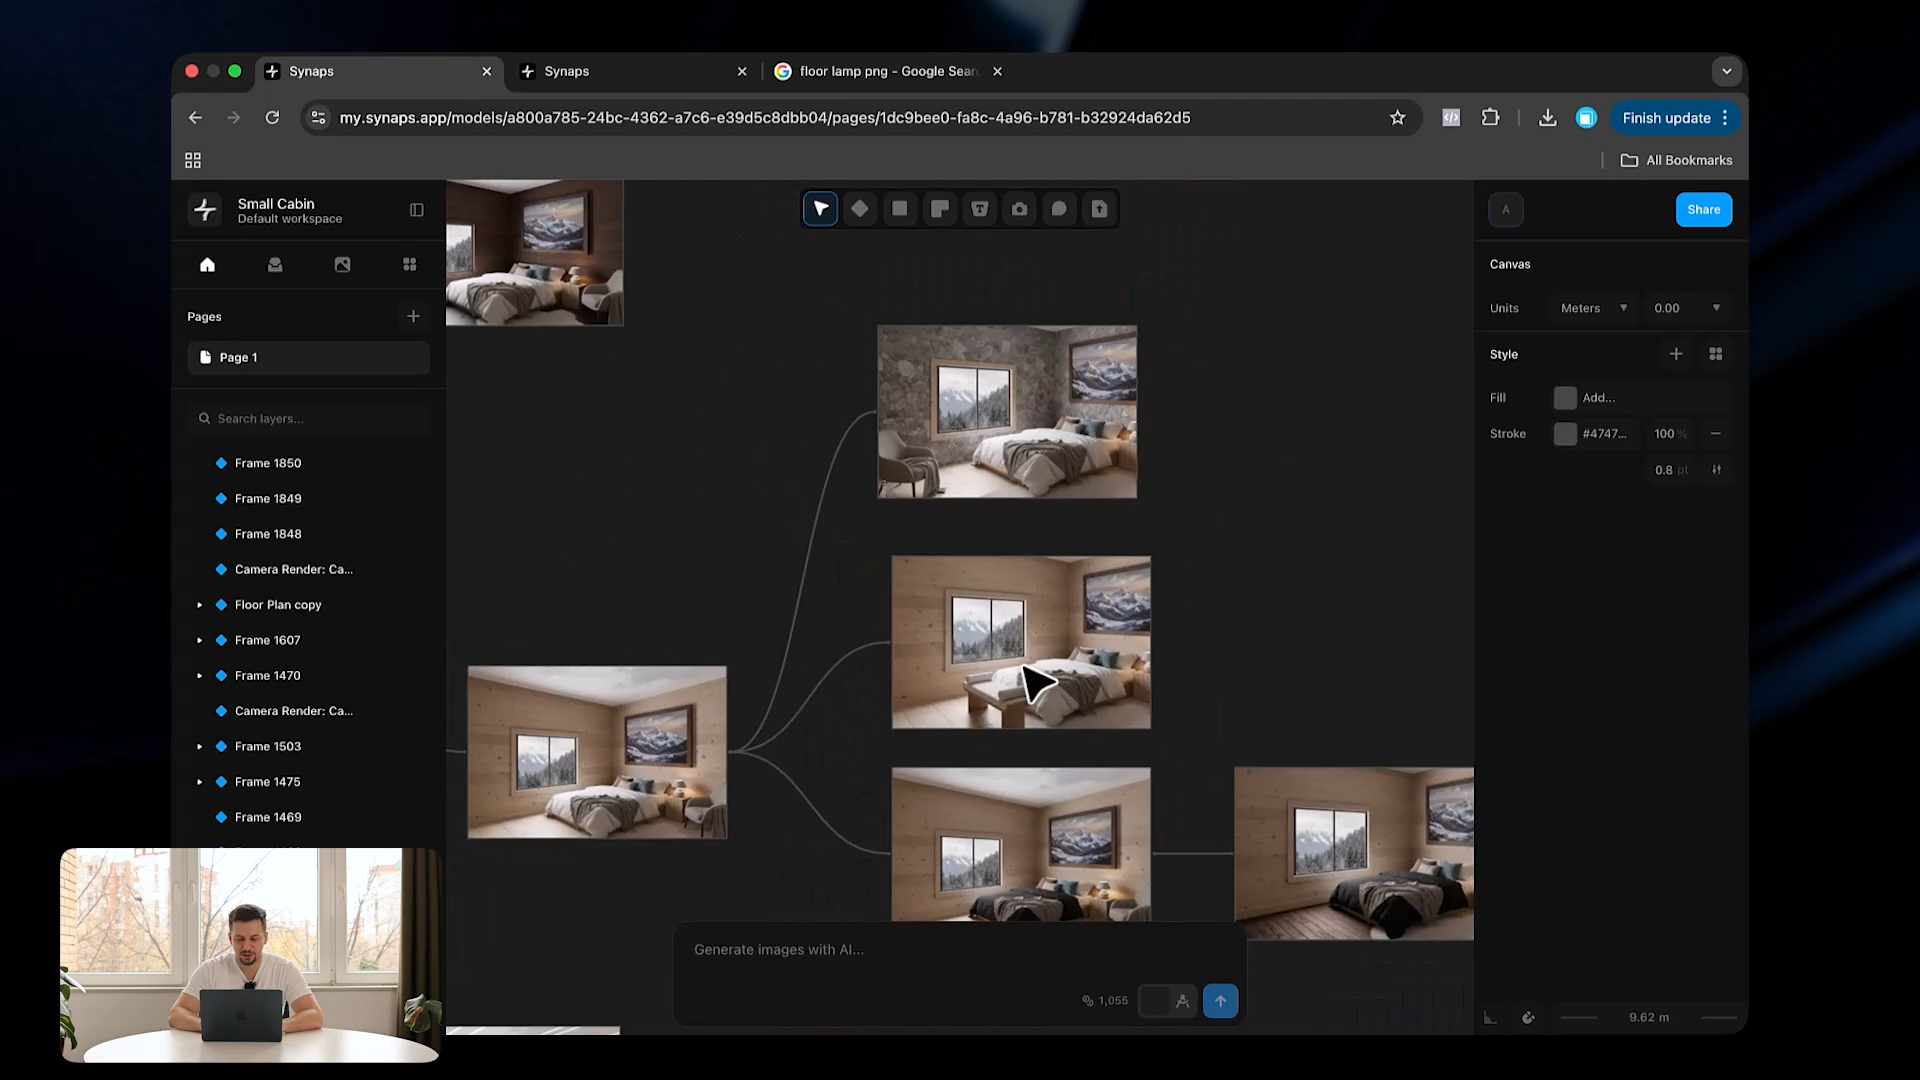 Synaps
Synaps
floor lamp png - Google Sear
my.synaps.app/models/a800a785-24bc-4362-a7c6-e39d5c8dbb04/pages/1dc9bee0-fa8c-4a96-b781-b32924da62d5
Finish update
All Bookmarks
Small Cabin
Default workspace
A
Share
Pages
Page 1
Search layers...
Frame 1850
Frame 1849
Frame 1848
Camera Render: Ca...
Floor Plan copy
Frame 1607
Frame 1470
Camera Render: Ca...
Frame 1503
Frame 1475
Frame 1469
Canvas
Units Meters 0.00
Style
Fill Add...
Stroke #4747... 100 %
0.8 pt
Generate images with AI...
1,055
9.62 m